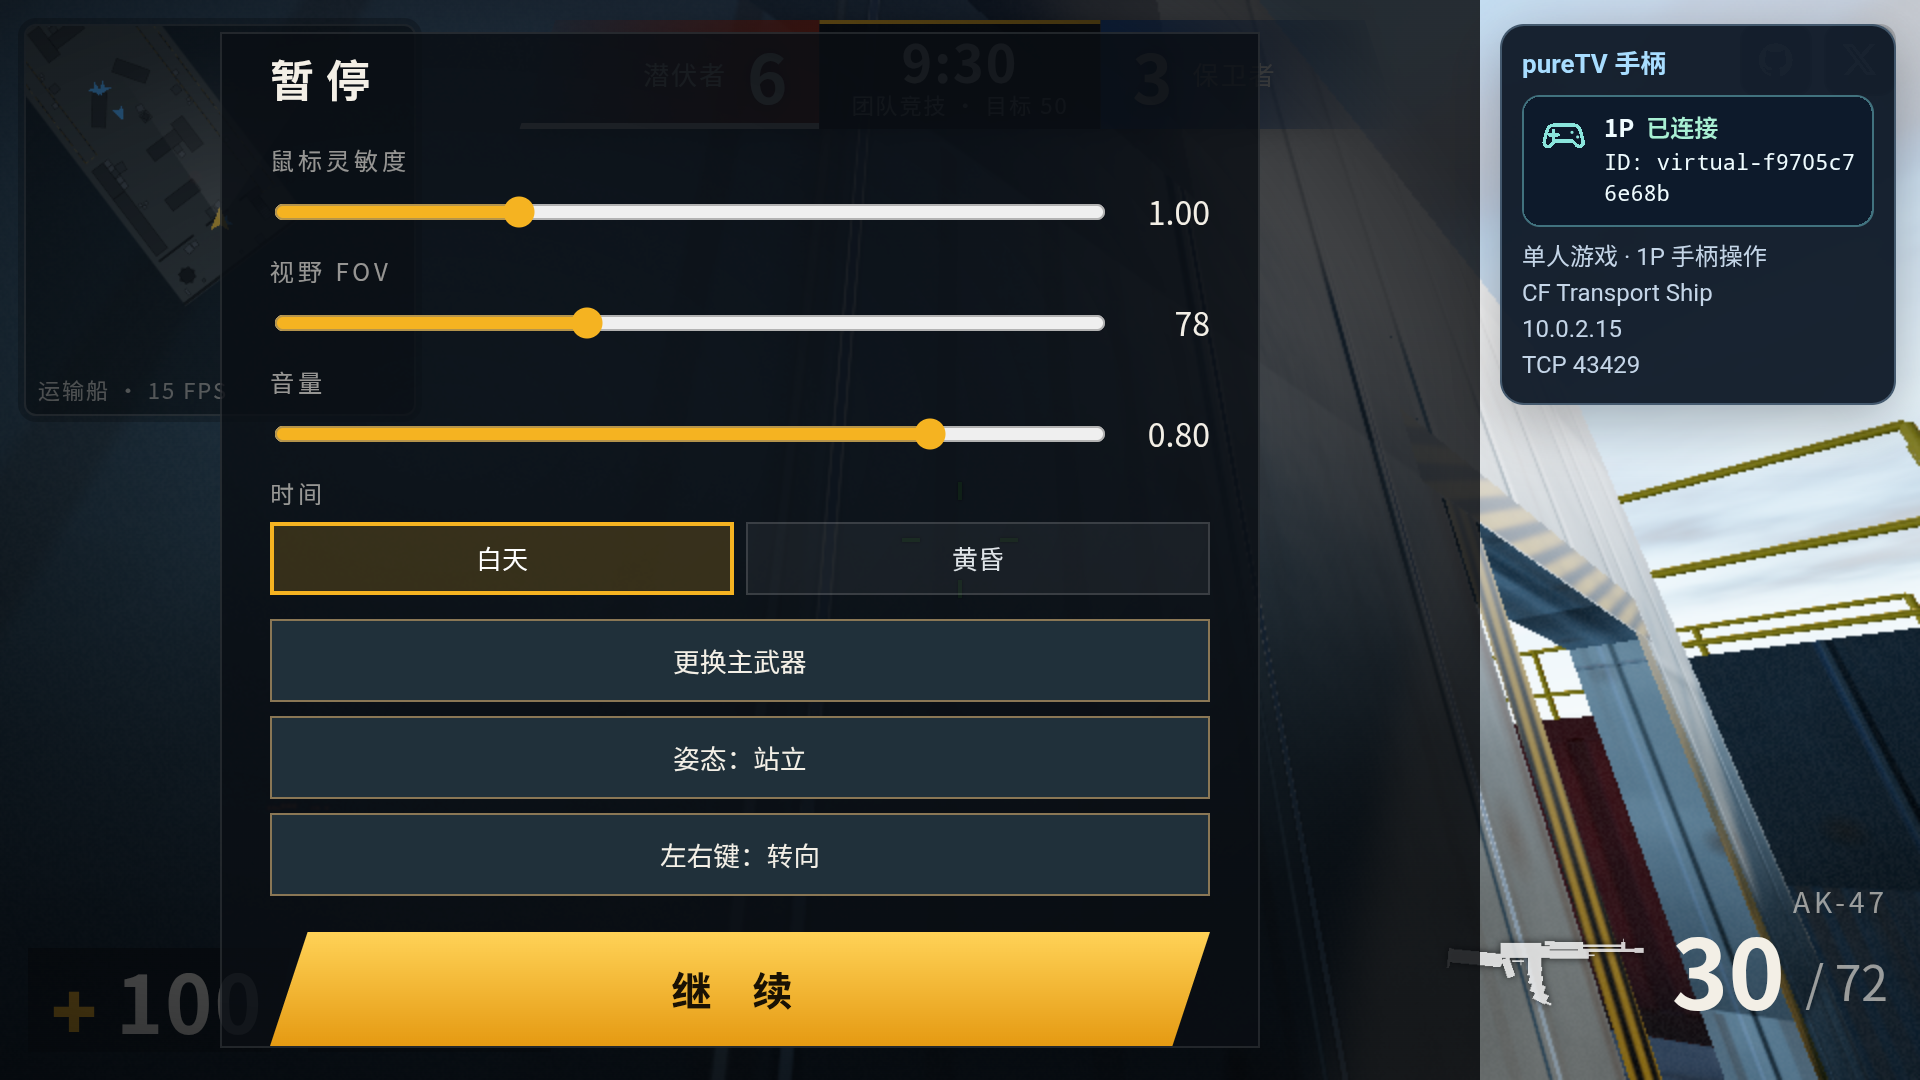 暂停
潜伏者 6
9:30
团队竞技 · 目标 50
3 保卫者
鼠标灵敏度
1.00
视野 FOV
78
音量
0.80
时间
白天
黄昏
更换主武器
姿态：站立
左右键：转向
继续
运输船 · 15 FPS
+ 100
pureTV 手柄
1P 已连接
ID: virtual-f9705c7
6e68b
单人游戏 · 1P 手柄操作
CF Transport Ship
10.0.2.15
TCP 43429
AK-47
30 / 72